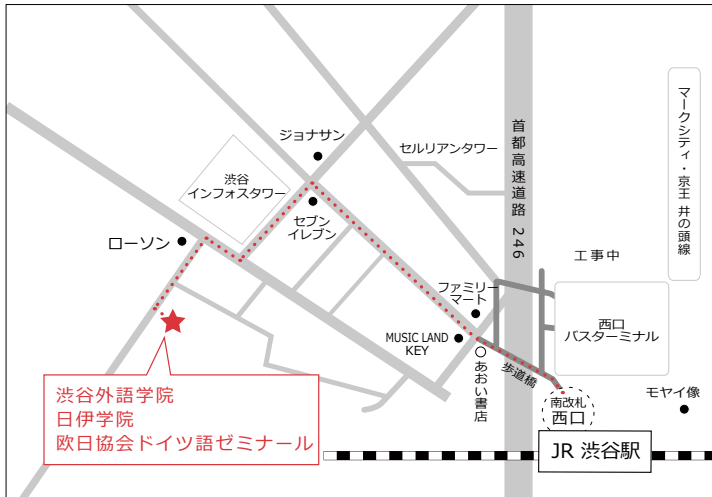 ジョナサン
セルリアンタワー
首都高速道路 246
マークシティ・京王 井の頭線
渋谷
インフォスタワー
セブン
イレブン
ローソン
工事中
ファミリー
マート
西口
バスターミナル
MUSIC LAND
KEY
あおい書店
歩道橋
南改札
西口
モヤイ像
JR 渋谷駅
渋谷外語学院
日伊学院
欧日協会ドイツ語ゼミナール